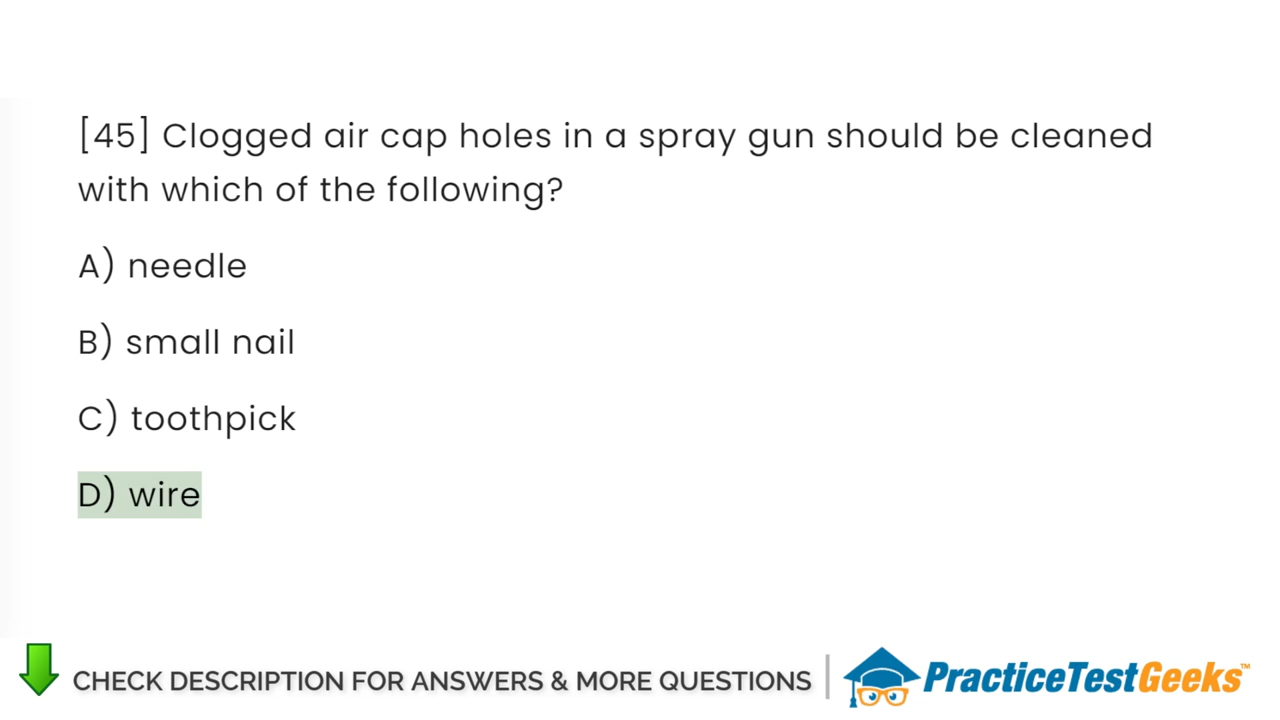 [45] Clogged air cap holes in a spray gun should be cleaned
with which of the following?
A) needle
B) small nail
C) toothpick
D) wire
CHECK DESCRIPTION FOR ANSWERS & MORE QUESTIONS
PracticeTestGeeks™